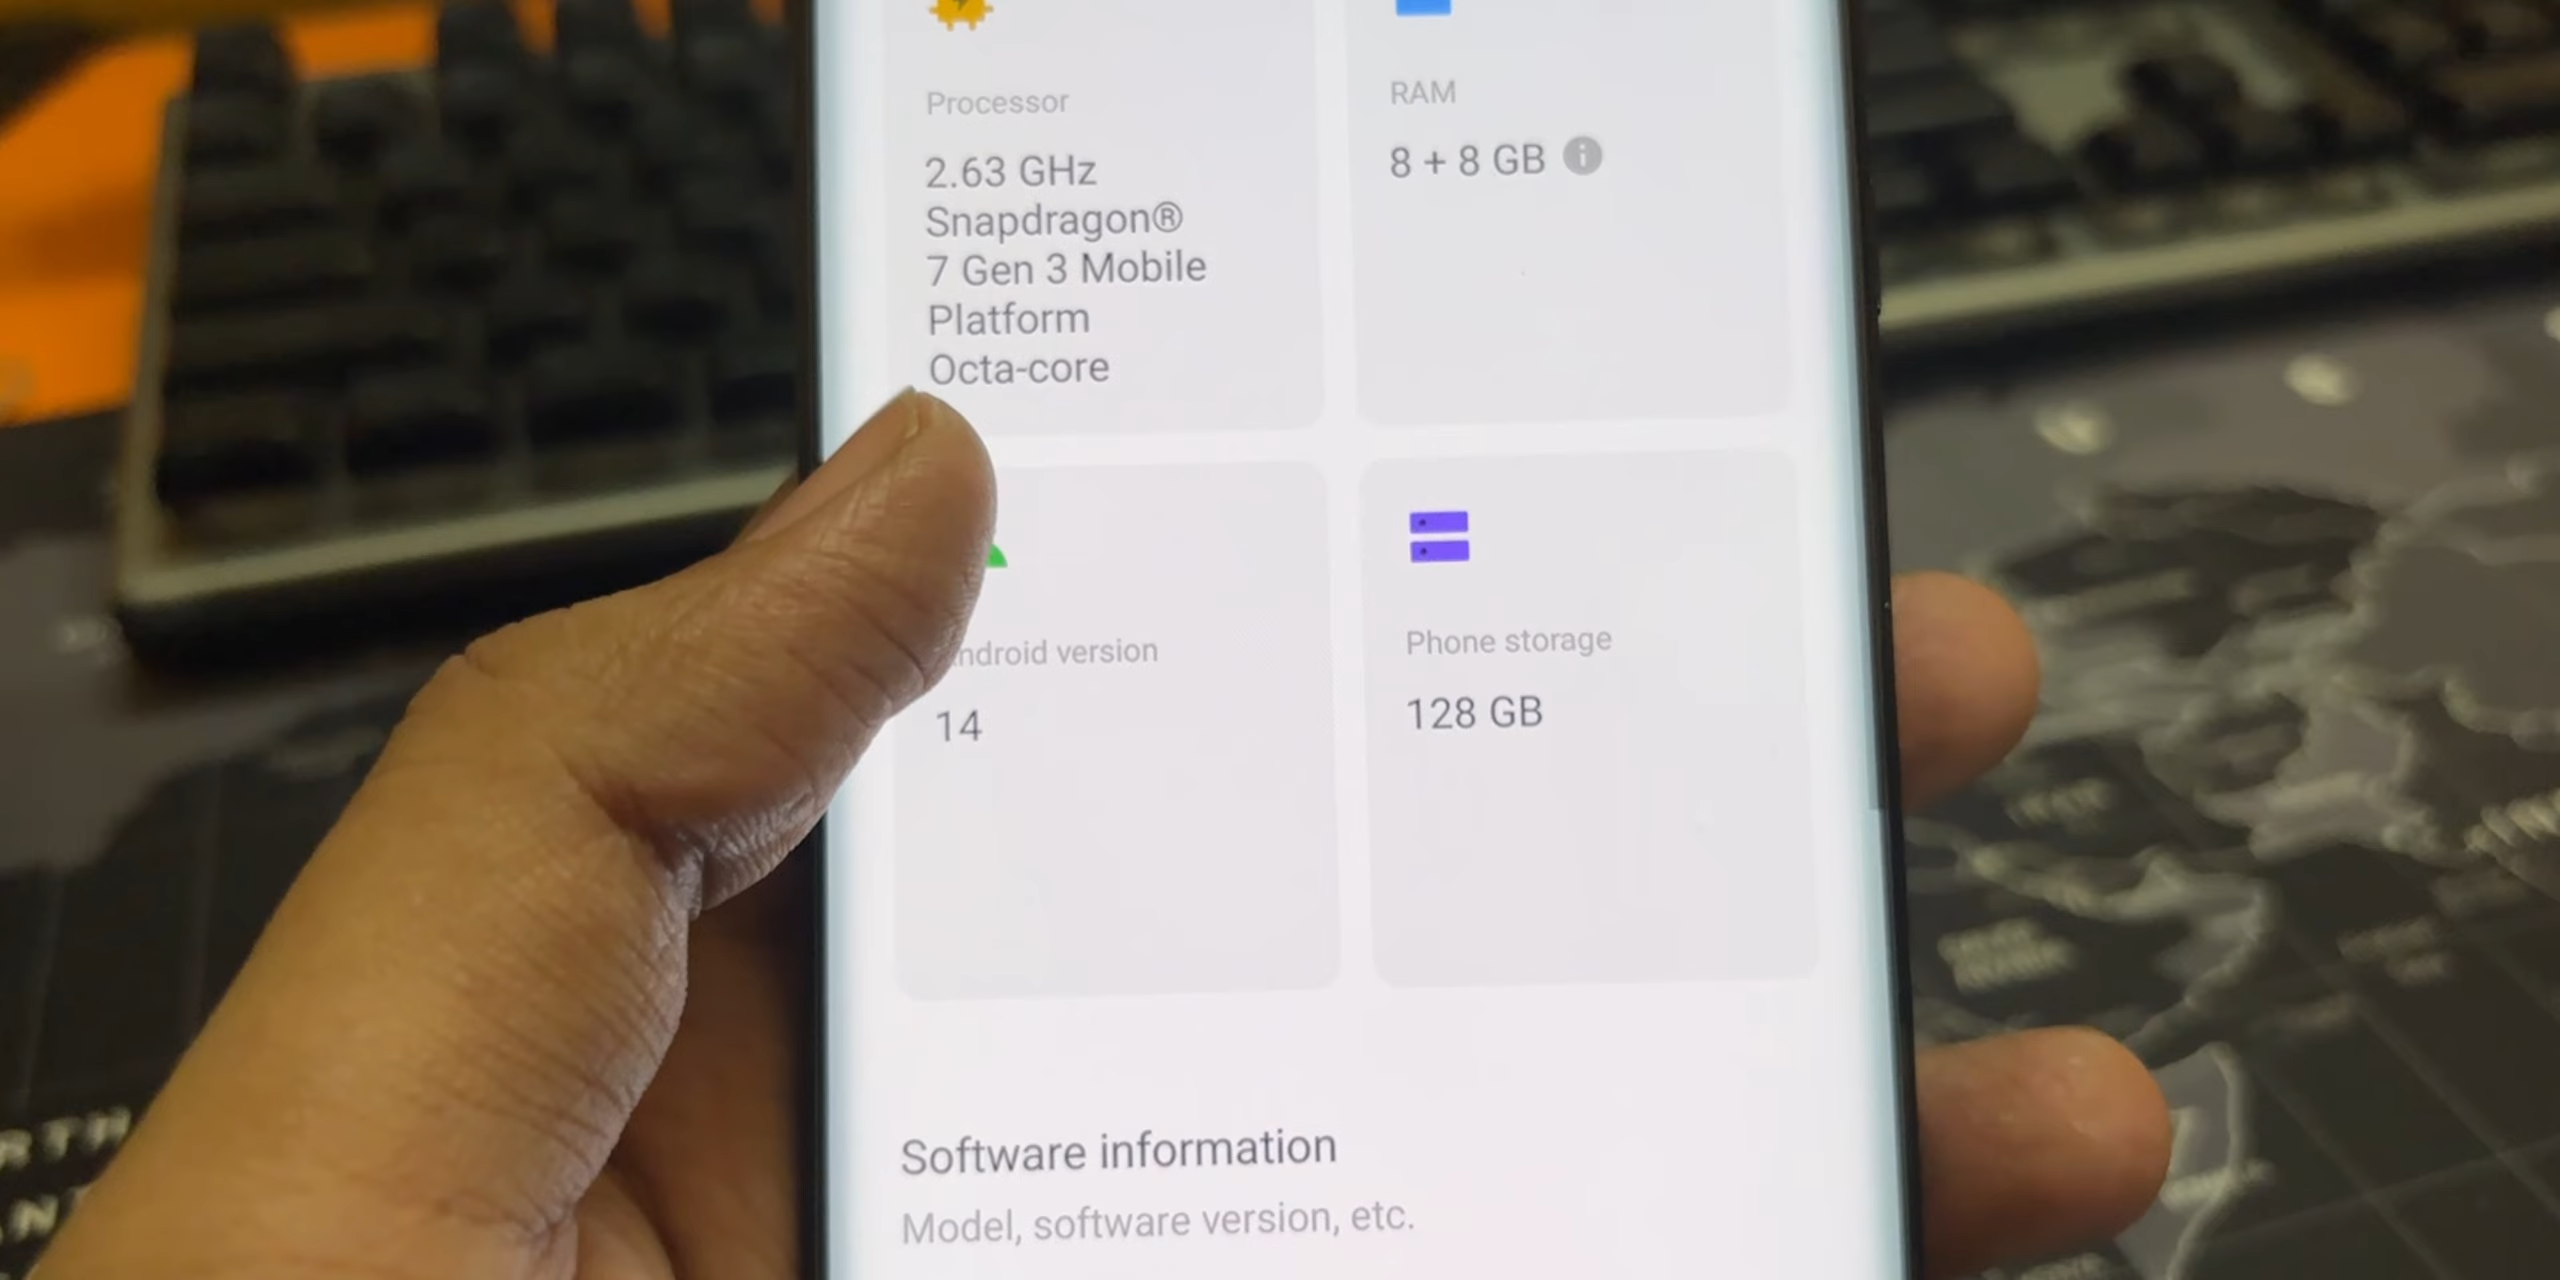 Processor
2.63 GHz
Snapdragon®
7 Gen 3 Mobile
Platform
Octa-core
RAM
8 + 8 GB
ndroid version
14
Phone storage
128 GB
Software information
Model, software version, etc.